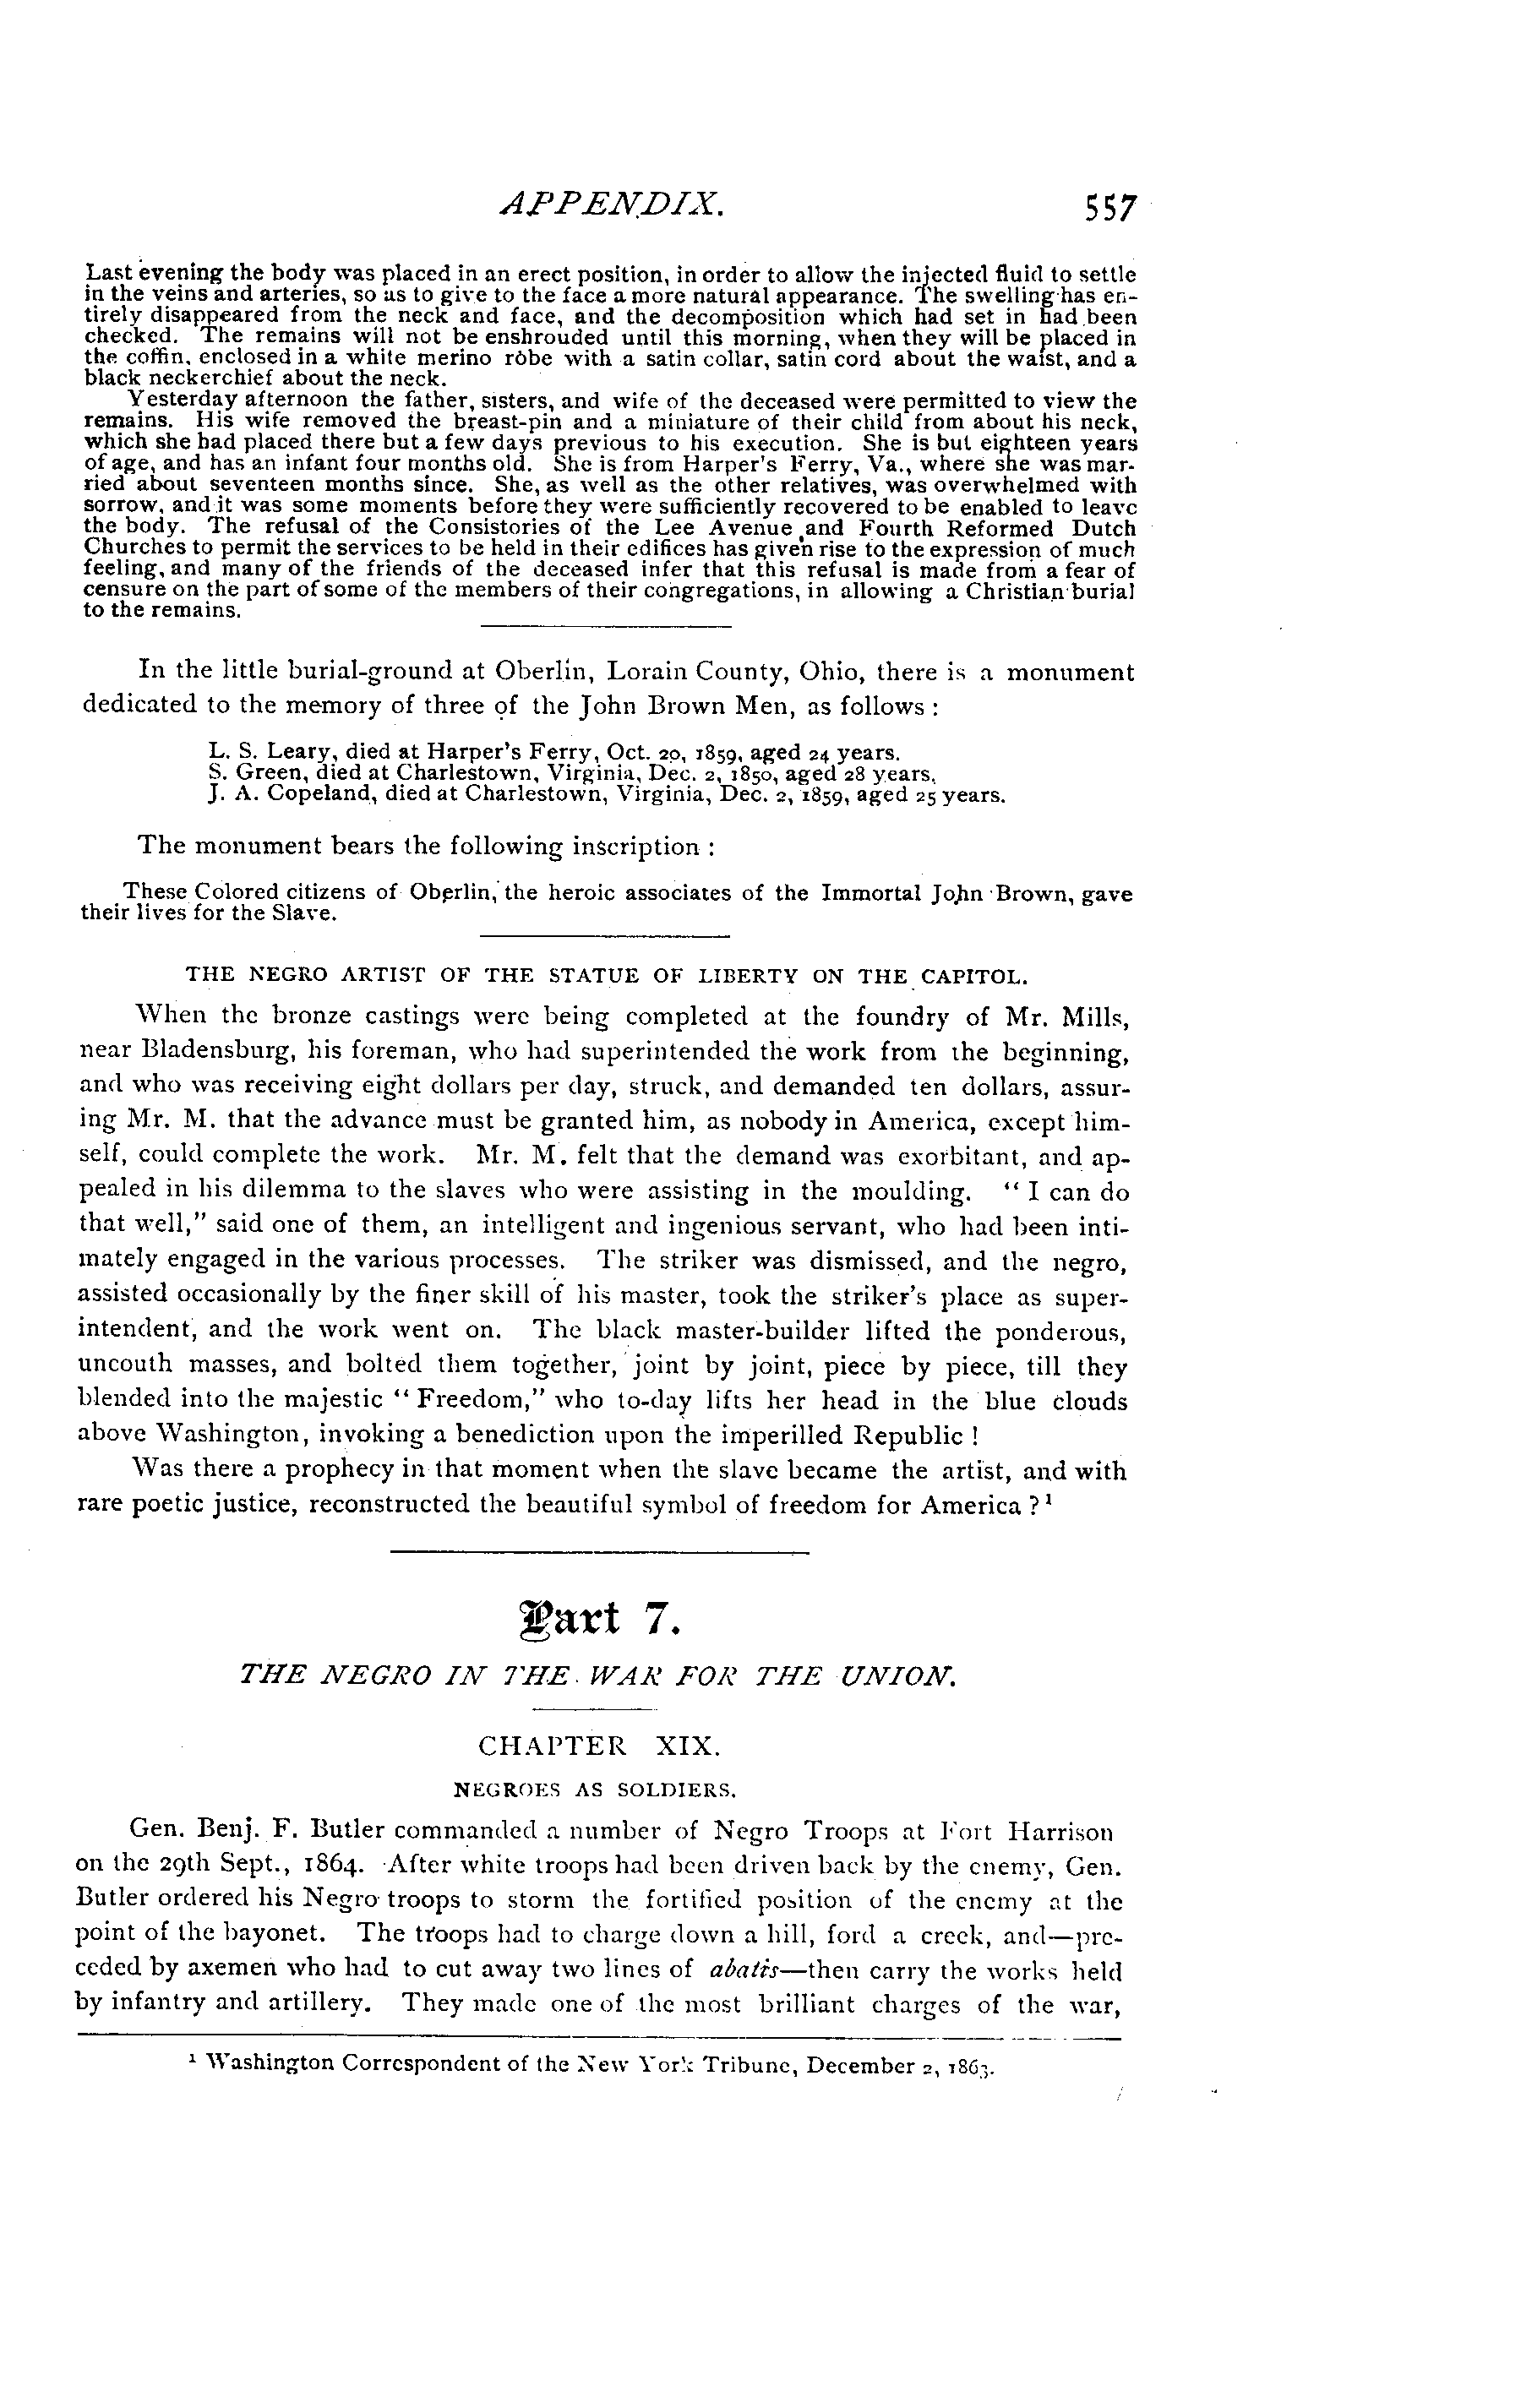 APPENDIX. 557
Last evening the body was placed in an erect position, in order to allow the injected fluid to settle
in the veins and arteries, so as to give to the face a more natural appearance. The swelling has en-
tirely disappeared from the neck and face, and the decomposition which had set in had been
checked. The remains will not be enshrouded until this morning, when they will be placed in
the coffin, enclosed in a white merino robe with a satin collar, satin cord about the waist, and a
black neckerchief about the neck.
Yesterday afternoon the father, sisters, and wife of the deceased were permitted to view the
remains. His wife removed the breast-pin and a miniature of their child from about his neck,
which she had placed there but a few days previous to his execution. She is but eighteen years
of age, and has an infant four months old. She is from Harper's Ferry, Va., where she was mar-
ried about seventeen months since. She, as well as the other relatives, was overwhelmed with
sorrow, and it was some moments before they were sufficiently recovered to be enabled to leave
the body. The refusal of the Consistories of the Lee Avenue and Fourth Reformed Dutch
Churches to permit the services to be held in their edifices has given rise to the expression of much
feeling, and many of the friends of the deceased infer that this refusal is made from a fear of
censure on the part of some of the members of their congregations, in allowing a Christian burial
to the remains.
In the little burial-ground at Oberlin, Lorain County, Ohio, there is a monument
dedicated to the memory of three of the John Brown Men, as follows :
L. S. Leary, died at Harper's Ferry, Oct. 20, 1859, aged 24 years.
S. Green, died at Charlestown, Virginia, Dec. 2, 1850, aged 28 years.
J. A. Copeland, died at Charlestown, Virginia, Dec. 2, 1859, aged 25 years.
The monument bears the following inscription :
These Colored citizens of Oberlin, the heroic associates of the Immortal John Brown, gave
their lives for the Slave.
THE NEGRO ARTIST OF THE STATUE OF LIBERTY ON THE CAPITOL.
When the bronze castings were being completed at the foundry of Mr. Mills,
near Bladensburg, his foreman, who had superintended the work from the beginning,
and who was receiving eight dollars per day, struck, and demanded ten dollars, assur-
ing Mr. M. that the advance must be granted him, as nobody in America, except him-
self, could complete the work. Mr. M. felt that the demand was exorbitant, and ap-
pealed in his dilemma to the slaves who were assisting in the moulding. " I can do
that well," said one of them, an intelligent and ingenious servant, who had been inti-
mately engaged in the various processes. The striker was dismissed, and the negro,
assisted occasionally by the finer skill of his master, took the striker's place as super-
intendent, and the work went on. The black master-builder lifted the ponderous,
uncouth masses, and bolted them together, joint by joint, piece by piece, till they
blended into the majestic " Freedom," who to-day lifts her head in the blue clouds
above Washington, invoking a benediction upon the imperilled Republic !
Was there a prophecy in that moment when the slave became the artist, and with
rare poetic justice, reconstructed the beautiful symbol of freedom for America ? ¹
Part 7.
THE NEGRO IN THE WAR FOR THE UNION.
CHAPTER XIX.
NEGROES AS SOLDIERS.
Gen. Benj. F. Butler commanded a number of Negro Troops at Fort Harrison
on the 29th Sept., 1864. After white troops had been driven back by the enemy, Gen.
Butler ordered his Negro troops to storm the fortified position of the enemy at the
point of the bayonet. The troops had to charge down a hill, ford a creek, and—pre-
ceded by axemen who had to cut away two lines of abatis—then carry the works held
by infantry and artillery. They made one of the most brilliant charges of the war,
¹ Washington Correspondent of the New York Tribune, December 2, 1863.